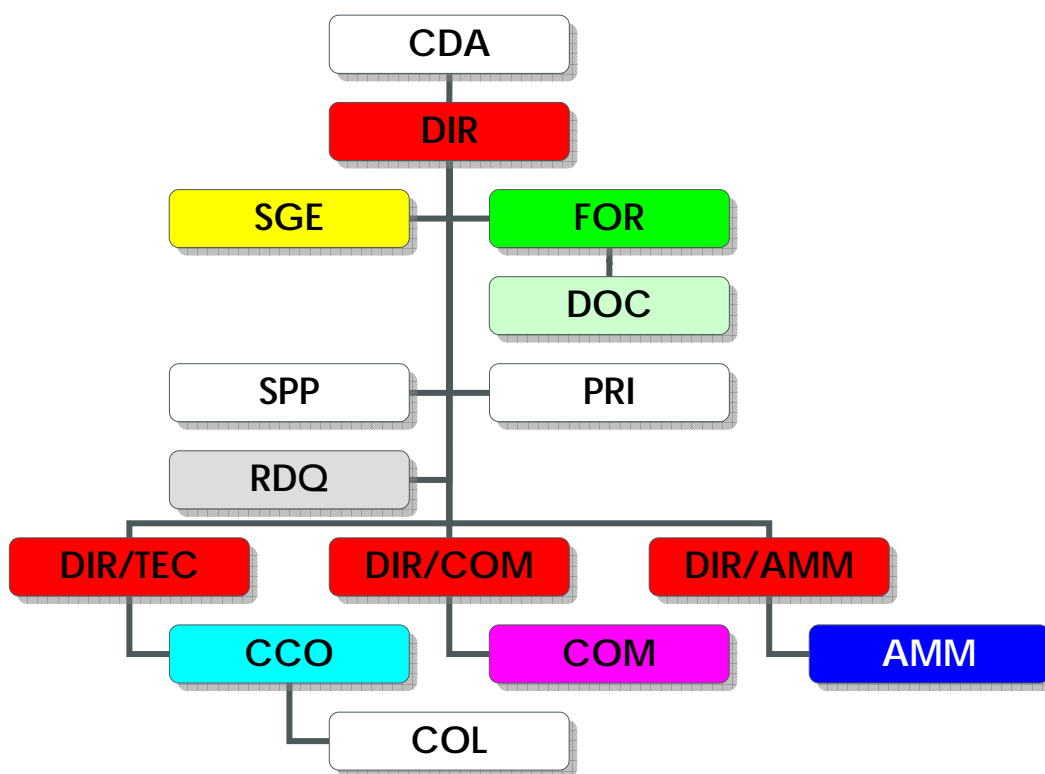 CDA
DIR
SGE
FOR
DOC
SPP
PRI
RDQ
DIR/TEC
DIR/COM
DIR/AMM
CCO
COM
AMM
COL